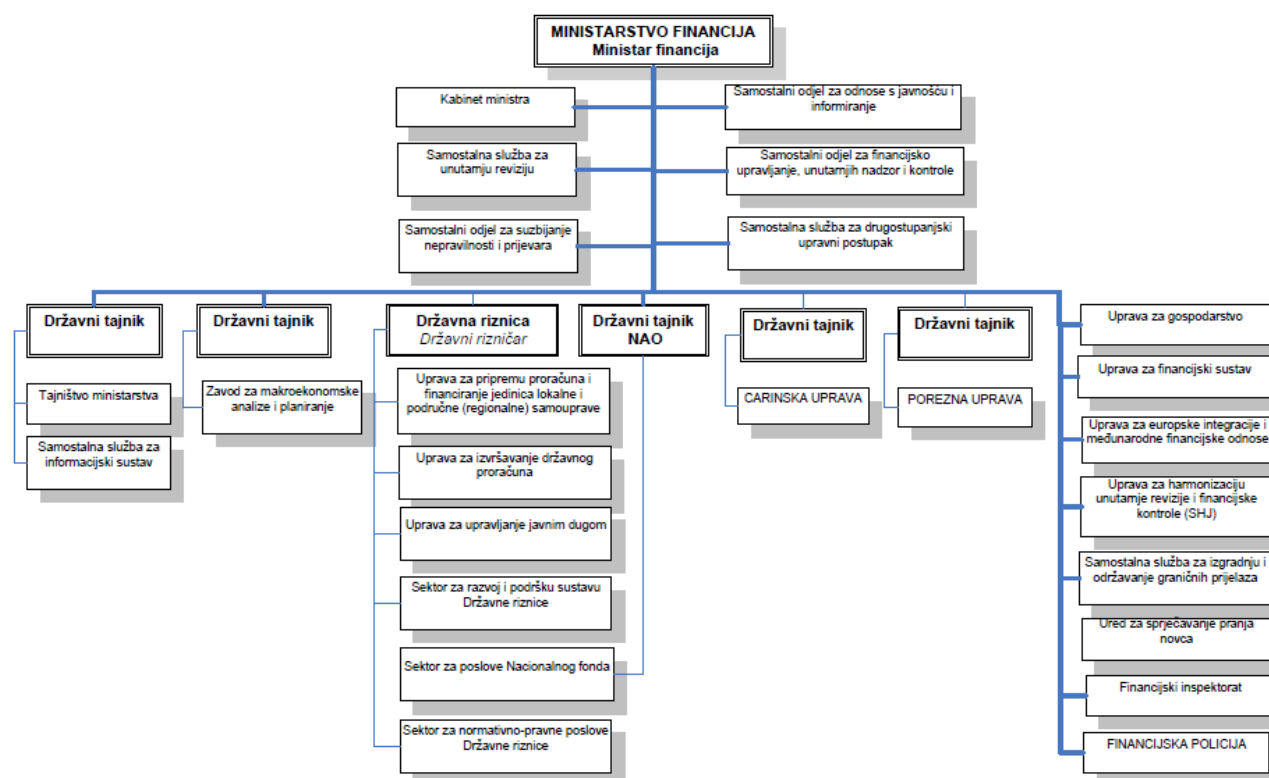 MINISTARSTVO FINANCIJA
Ministar financija
Kabinet ministra
Samostalni odjel za odnose s javnošću i
informiranje
Samostalna služba za
unutarnju reviziju
Samostalni odjel za financijsko
upravljanje, unutarnjih nadzor i kontrole
Samostalni odjel za suzbijanje
nepravilnosti i prijevara
Samostalna služba za drugostupanjski
upravni postupak
Državni tajnik
Tajništvo ministarstva
Samostalna služba za
informacijski sustav
Državni tajnik
Zavod za makroekonomske
analize i planiranje
Državna riznica
Državni rizničar
Uprava za pripremu proračuna i
financiranje jedinica lokalne i
područne (regionalne) samouprave
Uprava za izvršavanje državnog
proračuna
Uprava za upravljanje javnim dugom
Sektor za razvoj i podršku sustavu
Državne riznice
Sektor za poslove Nacionalnog fonda
Sektor za normativno-pravne poslove
Državne riznice
Državni tajnik
NAO
Državni tajnik
CARINSKA UPRAVA
Državni tajnik
POREZNA UPRAVA
Uprava za gospodarstvo
Uprava za financijski sustav
Uprava za europske integracije i
međunarodne financijske odnose
Uprava za harmonizaciju
unutarnje revizije i financijske
kontrole (SHJ)
Samostalna služba za izgradnju i
održavanje graničnih prijelaza
Ured za sprječavanje pranja
novca
Financijski inspektorat
FINANCIJSKA POLICIJA